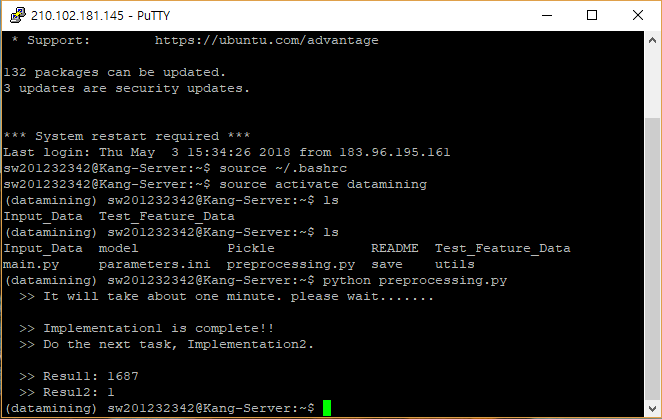 210.102.181.145 - PuTTY
* Support:        https://ubuntu.com/advantage
132 packages can be updated.
3 updates are security updates.
*** System restart required ***
Last login: Thu May  3 15:34:26 2018 from 183.96.195.161
sw201232342@Kang-Server:~$ source ~/.bashrc
sw201232342@Kang-Server:~$ source activate datamining
(datamining) sw201232342@Kang-Server:~$ ls
Input_Data  Test_Feature_Data
(datamining) sw201232342@Kang-Server:~$ ls
Input_Data  model           Pickle            README  Test_Feature_Data
main.py     parameters.ini  preprocessing.py  save    utils
(datamining) sw201232342@Kang-Server:~$ python preprocessing.py
>> It will take about one minute. please wait.......
>> Implementation1 is complete!!
>> Do the next task, Implementation2.
>> Resul1: 1687
>> Resul2: 1
(datamining) sw201232342@Kang-Server:~$